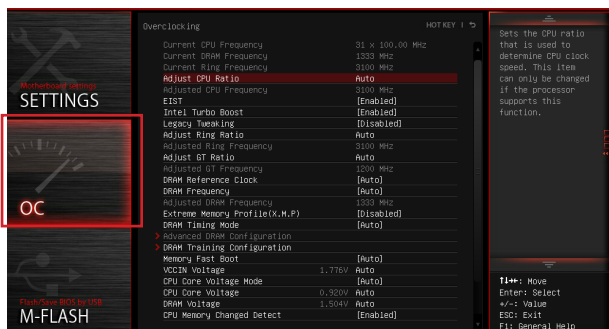 Motherboard settings
SETTINGS
OC
Flash/Save BIOS by USB
M-FLASH
Overclocking HOT KEY |
Current CPU Frequency 31 x 100.00 MHz
Current DRAM Frequency 1333 MHz
Current Ring Frequency 3100 MHz
Adjust CPU Ratio Auto
Adjusted CPU Frequency 3100 MHz
EIST [Enabled]
Intel Turbo Boost [Enabled]
Legacy Tweaking [Disabled]
Adjust Ring Ratio Auto
Adjusted Ring Frequency 3100 MHz
Adjust GT Ratio Auto
Adjusted GT Frequency 1200 MHz
DRAM Reference Clock [Auto]
DRAM Frequency [Auto]
Adjusted DRAM Frequency 1333 MHz
Extreme Memory Profile(X.M.P) [Disabled]
DRAM Timing Mode [Auto]
> Advanced DRAM Configuration
> DRAM Training Configuration
Memory Fast Boot [Auto]
VCCIN Voltage 1.776V Auto
CPU Core Voltage Mode [Auto]
CPU Core Voltage 0.920V Auto
DRAM Voltage 1.504V Auto
CPU Memory Changed Detect [Enabled]
Sets the CPU ratio
that is used to
determine CPU clock
speed. This item
can only be changed
if the processor
supports this
function.
↑↓←→: Move
Enter: Select
+/-: Value
ESC: Exit
F1: General Help